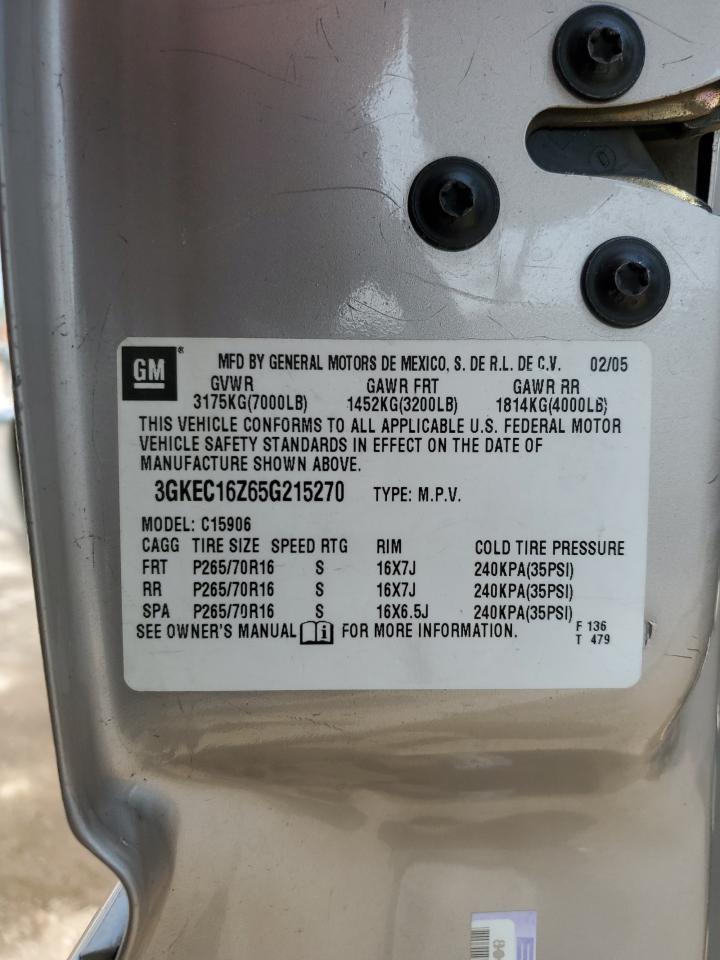 GM ® MFD BY GENERAL MOTORS DE MEXICO, S. DE R.L. DE C.V. 02/05
GVWR GAWR FRT GAWR RR
3175KG(7000LB) 1452KG(3200LB) 1814KG(4000LB)
THIS VEHICLE CONFORMS TO ALL APPLICABLE U.S. FEDERAL MOTOR
VEHICLE SAFETY STANDARDS IN EFFECT ON THE DATE OF
MANUFACTURE SHOWN ABOVE.
3GKEC16Z65G215270 TYPE: M.P.V.
MODEL: C15906
CAGG TIRE SIZE SPEED RTG RIM COLD TIRE PRESSURE
FRT P265/70R16 S 16X7J 240KPA(35PSI)
RR P265/70R16 S 16X7J 240KPA(35PSI)
SPA P265/70R16 S 16X6.5J 240KPA(35PSI)
SEE OWNER'S MANUAL i FOR MORE INFORMATION.
F 136
T 479